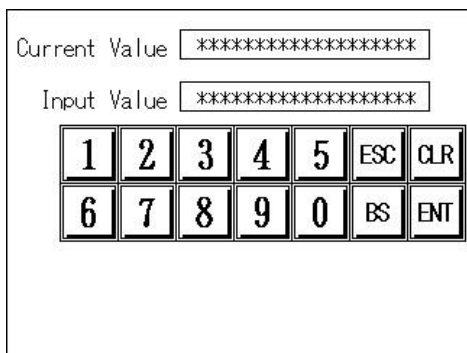 Current Value *******************
Input Value *******************
1 2 3 4 5 ESC CLR
6 7 8 9 0 BS ENT